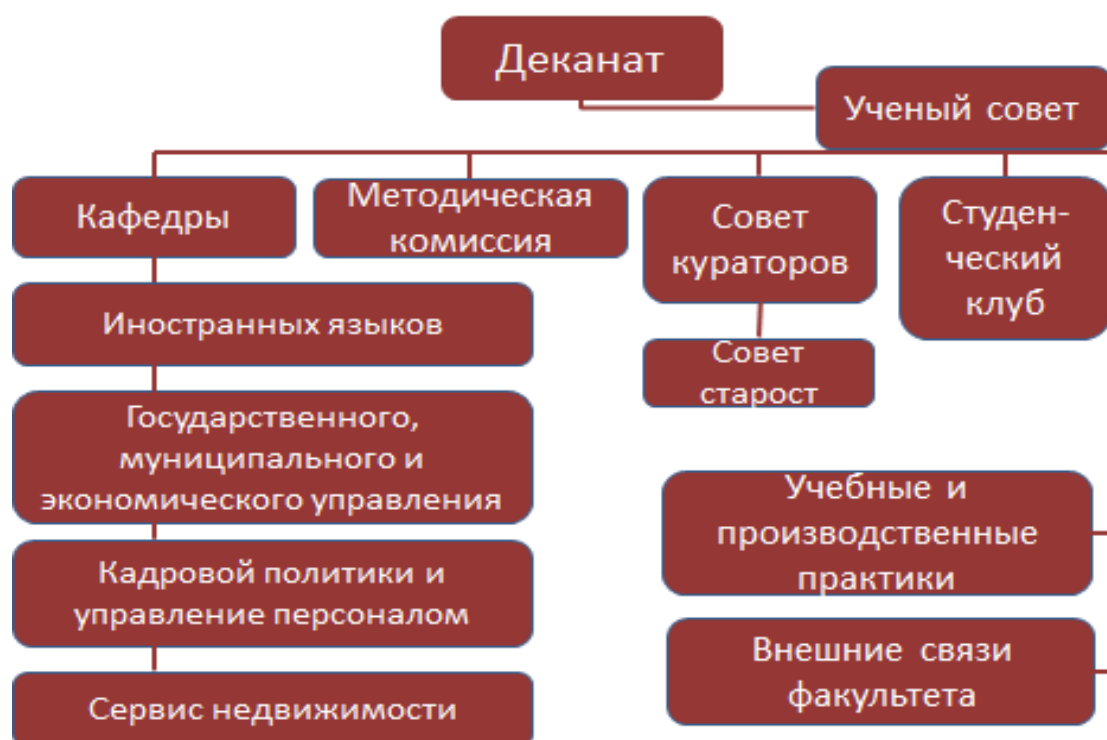 Деканат
Ученый совет
Кафедры
Методическая
комиссия
Совет
кураторов
Студен-
ческий
клуб
Иностранных языков
Совет
старост
Государственного,
муниципального и
экономического управления
Учебные и
производственные
практики
Кадровой политики и
управление персоналом
Внешние связи
факультета
Сервис недвижимости